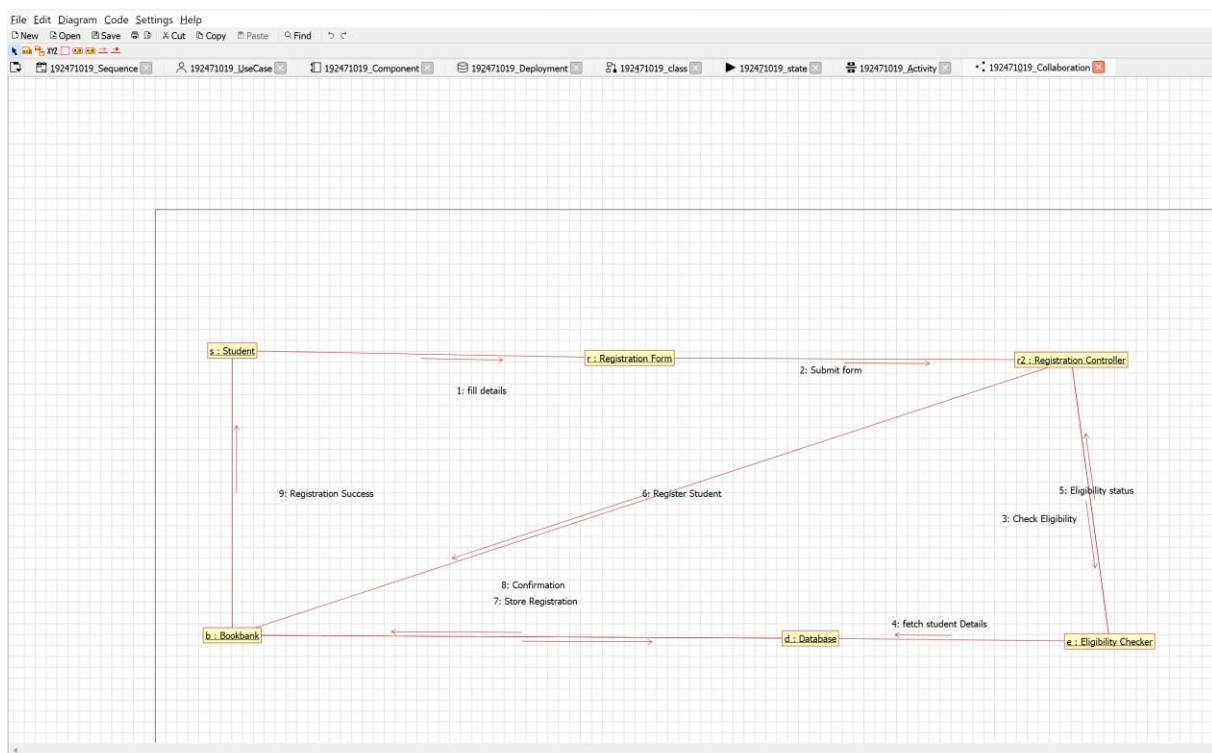 File Edit Diagram Code Settings Help
New Open Save Cut Copy Paste Find
XYZ
192471019_Sequence 192471019_UseCase 192471019_Component 192471019_Deployment 192471019_class 192471019_state 192471019_Activity 192471019_Collaboration
s : Student
r : Registration Form
r2 : Registration Controller
2: Submit form
1: fill details
5: Eligibility status
9: Registration Success
6: Register Student
3: Check Eligibility
8: Confirmation
7: Store Registration
4: fetch student Details
b : Bookbank
d : Database
e : Eligibility Checker